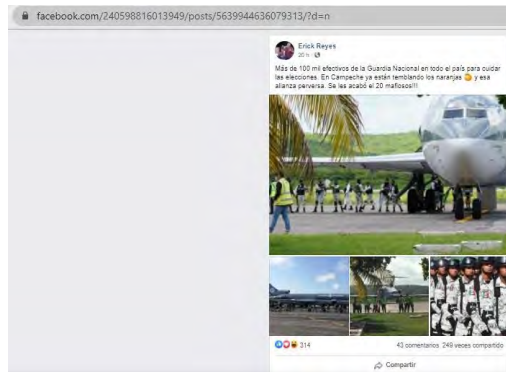 facebook.com/240598816013949/posts/5639944636079313/?d=n
Erick Reyes
20 h
Más de 100 mil efectivos de la Guardia Nacional en todo el país para cuidar
las elecciones. En Campeche ya están temblando los naranjas 🍊 y esa
alianza perversa. Se les acabó el 20 mafiosos!!!
314
43 comentarios 249 veces compartido
Compartir